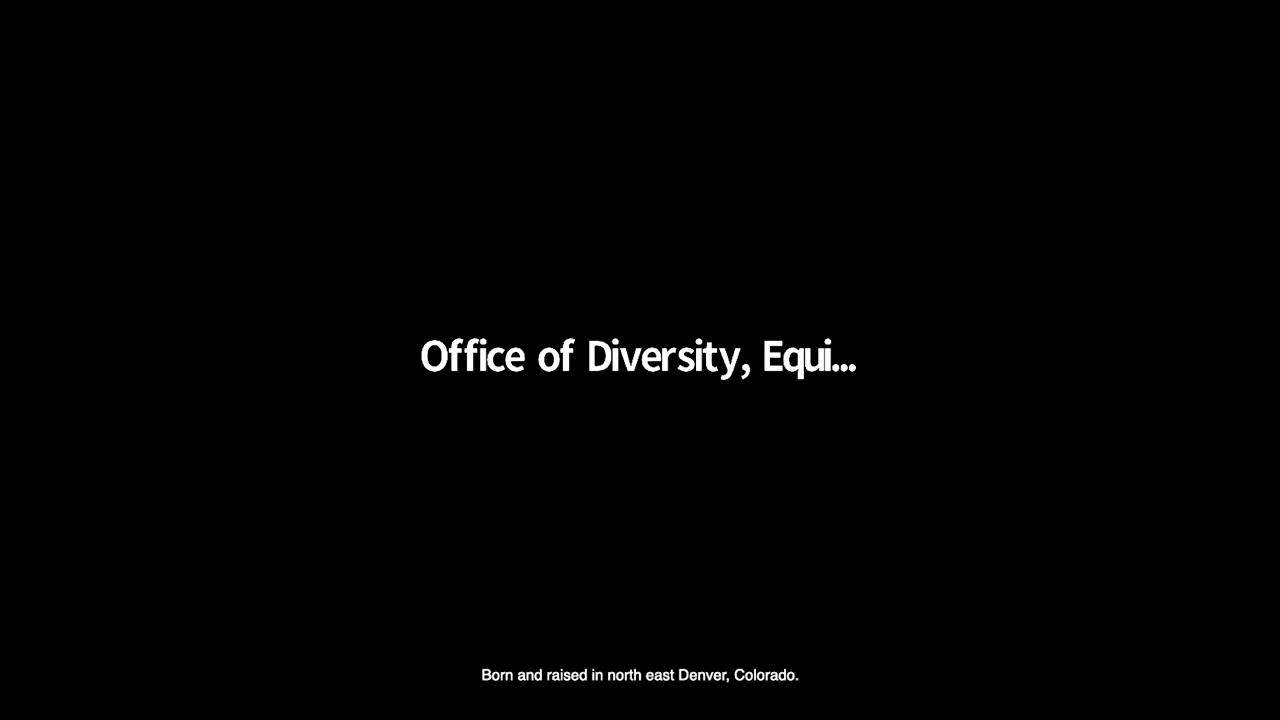 Office of Diversity, Equi...
Born and raised in north east Denver, Colorado.